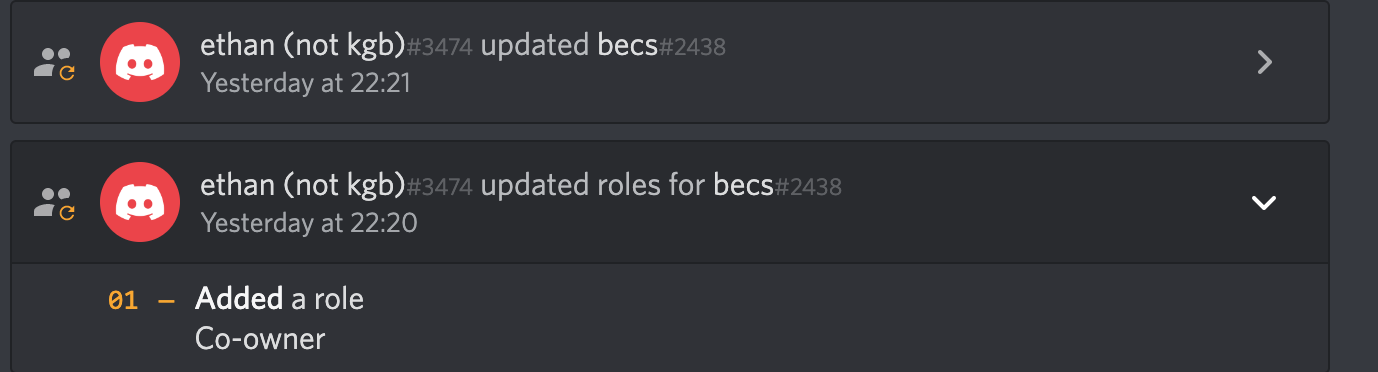 ethan (not kgb)#3474 updated becs#2438
Yesterday at 22:21
ethan (not kgb)#3474 updated roles for becs#2438
Yesterday at 22:20
01 — Added a role
Co-owner